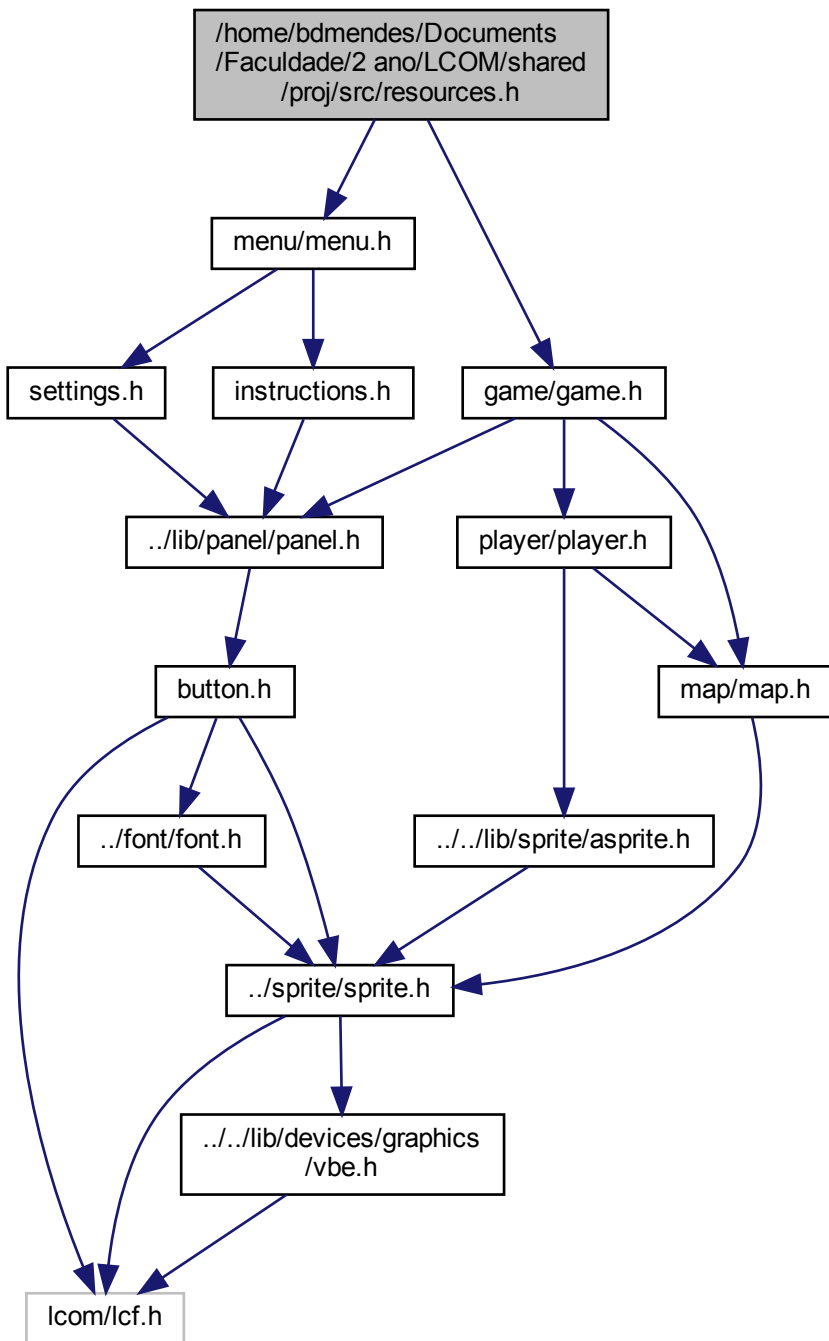 /home/bdmendes/Documents
/Faculdade/2 ano/LCOM/shared
/proj/src/resources.h
menu/menu.h
settings.h
instructions.h
game/game.h
../lib/panel/panel.h
player/player.h
button.h
map/map.h
../font/font.h
../../lib/sprite/asprite.h
../sprite/sprite.h
../../lib/devices/graphics
/vbe.h
lcom/lcf.h